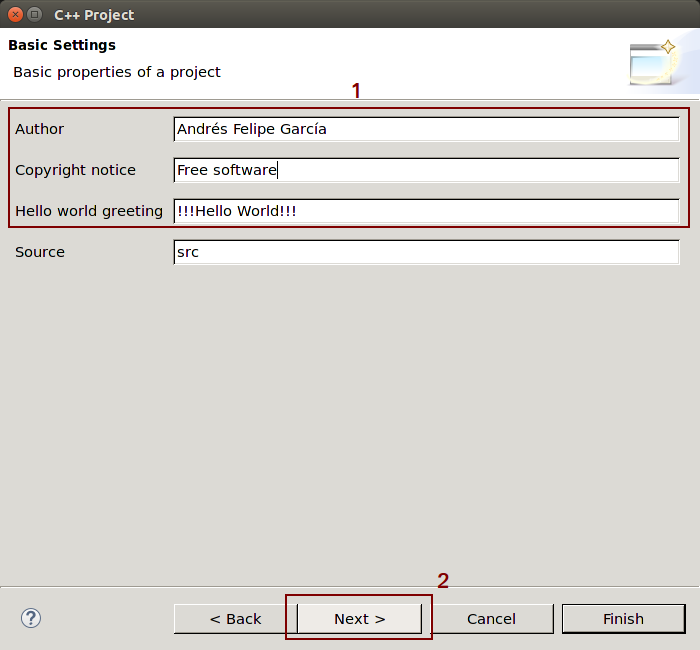 C++ Project
Basic Settings
Basic properties of a project
1
Author Andrés Felipe García
Copyright notice Free software
Hello world greeting !!!Hello World!!!
Source src
2
? < Back Next > Cancel Finish